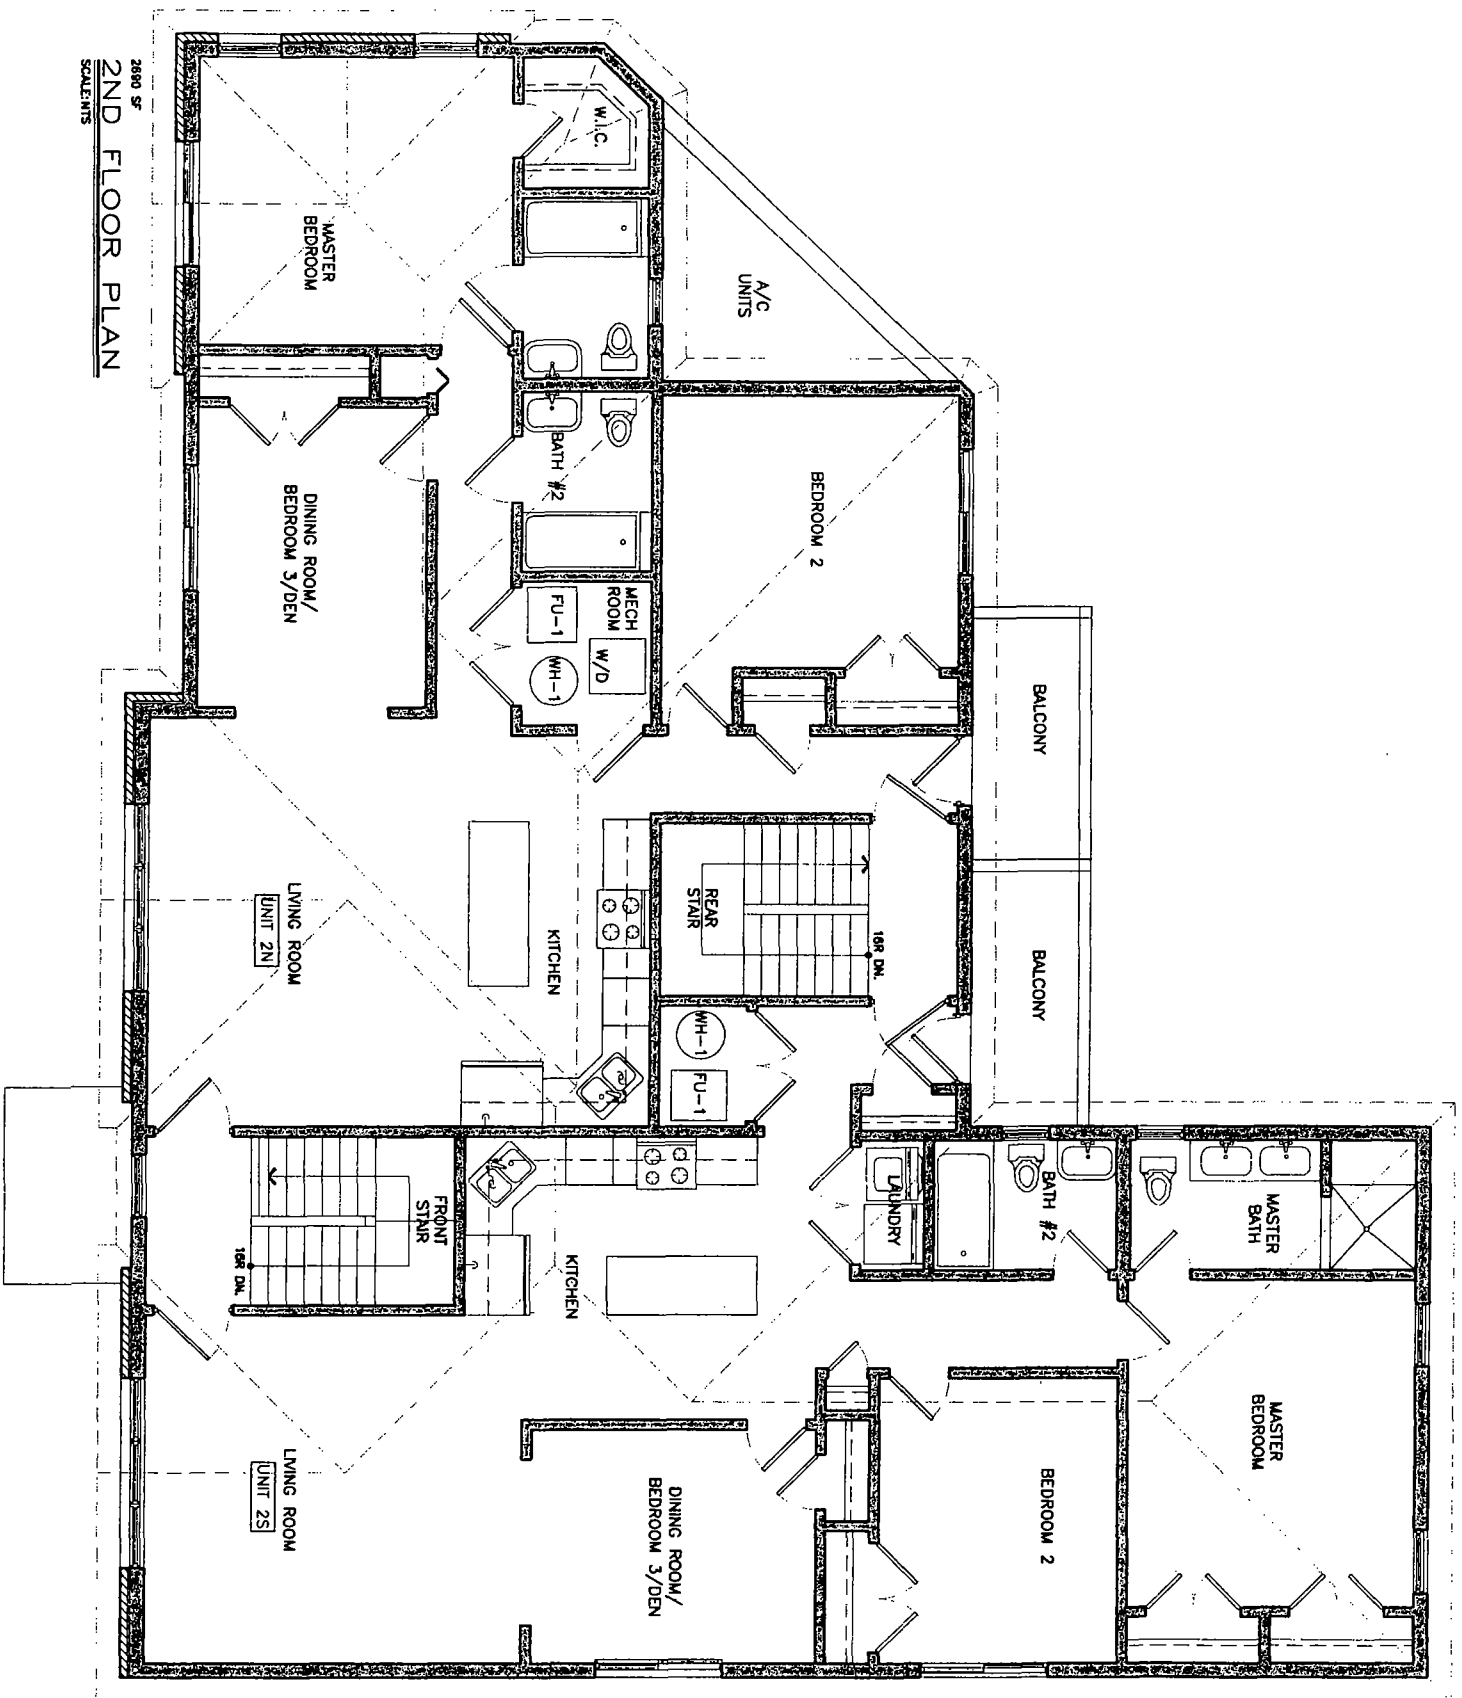 2690 SF
2ND FLOOR PLAN
SCALE:NTS
W.I.C.
MASTER
BEDROOM
A/C
UNITS
BATH #2
BEDROOM 2
DINING ROOM/
BEDROOM 3/DEN
MECH
ROOM
FU-1
W/D
WH-1
BALCONY
BALCONY
REAR
STAIR
16R DN.
KITCHEN
LIVING ROOM
UNIT 2N
WH-1
FU-1
FRONT
STAIR
16R DN.
KITCHEN
LAUNDRY
BATH #2
MASTER
BATH
MASTER
BEDROOM
BEDROOM 2
DINING ROOM/
BEDROOM 3/DEN
LIVING ROOM
UNIT 2S